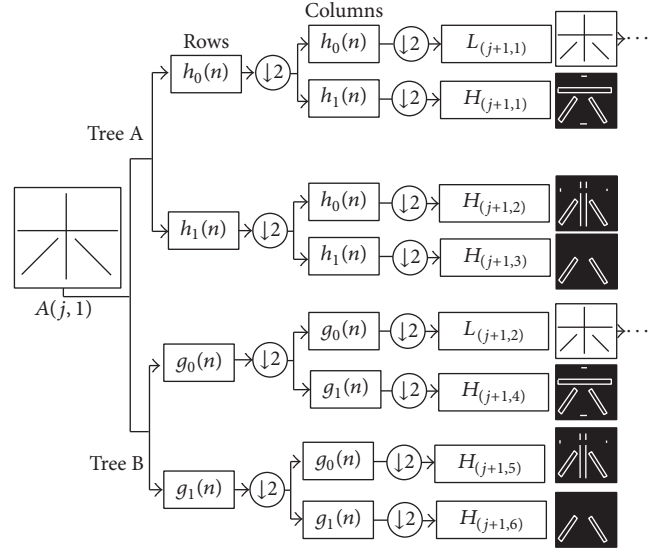 Columns
Rows
h₀(n) ↓2 h₀(n) ↓2 L₍ⱼ₊₁,₁₎ ...
h₁(n) ↓2 H₍ⱼ₊₁,₁₎
Tree A
h₁(n) ↓2 h₀(n) ↓2 H₍ⱼ₊₁,₂₎
h₁(n) ↓2 H₍ⱼ₊₁,₃₎
A(j, 1)
g₀(n) ↓2 g₀(n) ↓2 L₍ⱼ₊₁,₂₎ ...
g₁(n) ↓2 H₍ⱼ₊₁,₄₎
Tree B
g₁(n) ↓2 g₀(n) ↓2 H₍ⱼ₊₁,₅₎
g₁(n) ↓2 H₍ⱼ₊₁,₆₎